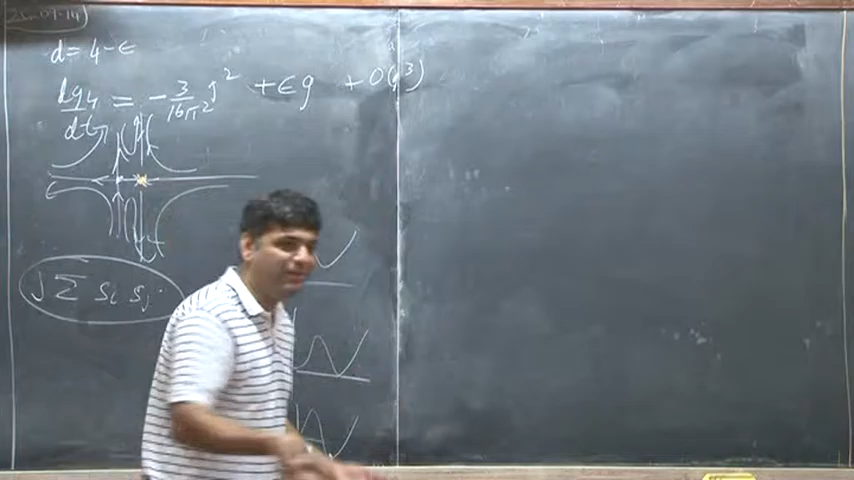 d = 4-ϵ
dg₄/dt = - 3/16π² g² + ϵg + O(g³)
J Σ Si Sj